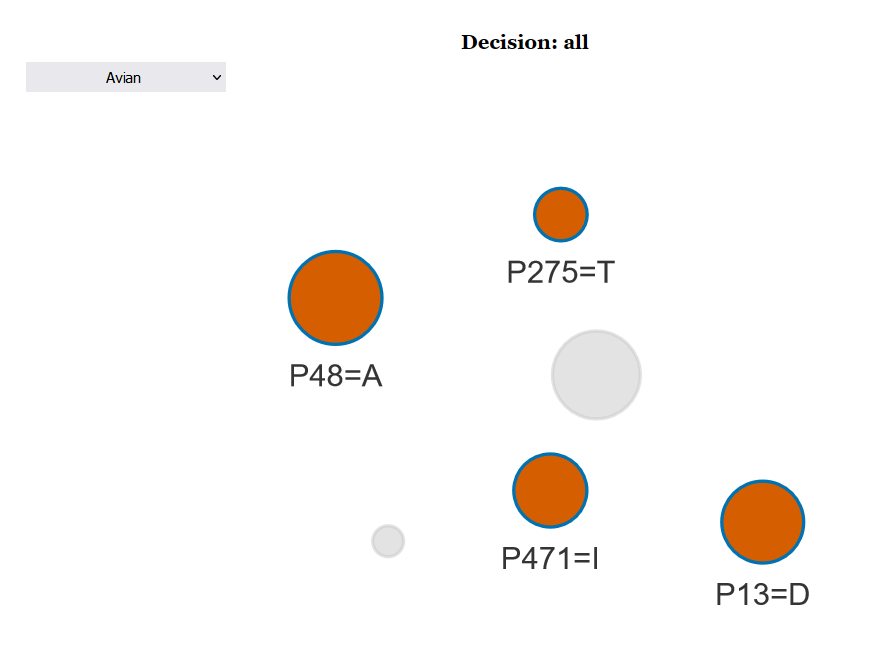 Decision: all
Avian
P275=T
P48=A
P471=I
P13=D